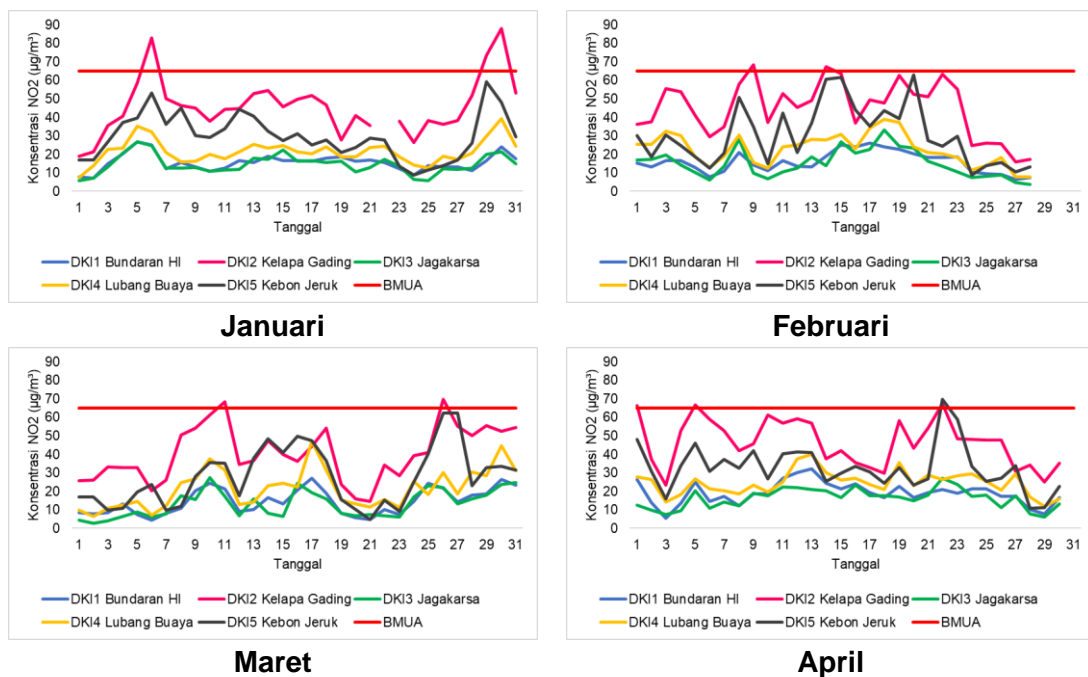 Konsentrasi NO2 (µg/m³)
90
80
70
60
50
40
30
20
10
0
1 3 5 7 9 11 13 15 17 19 21 23 25 27 29 31
Tanggal
DKI1 Bundaran HI DKI2 Kelapa Gading DKI3 Jagakarsa
DKI4 Lubang Buaya DKI5 Kebon Jeruk BMUA
Januari
Konsentrasi NO2 (µg/m³)
90
80
70
60
50
40
30
20
10
0
1 3 5 7 9 11 13 15 17 19 21 23 25 27 29 31
Tanggal
DKI1 Bundaran HI DKI2 Kelapa Gading DKI3 Jagakarsa
DKI4 Lubang Buaya DKI5 Kebon Jeruk BMUA
Februari
Konsentrasi NO2 (µg/m³)
90
80
70
60
50
40
30
20
10
0
1 3 5 7 9 11 13 15 17 19 21 23 25 27 29 31
Tanggal
DKI1 Bundaran HI DKI2 Kelapa Gading DKI3 Jagakarsa
DKI4 Lubang Buaya DKI5 Kebon Jeruk BMUA
Maret
Konsentrasi NO2 (µg/m³)
90
80
70
60
50
40
30
20
10
0
1 3 5 7 9 11 13 15 17 19 21 23 25 27 29 31
Tanggal
DKI1 Bundaran HI DKI2 Kelapa Gading DKI3 Jagakarsa
DKI4 Lubang Buaya DKI5 Kebon Jeruk BMUA
April